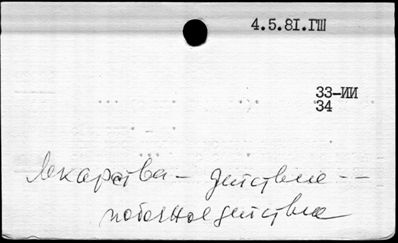 4.5.81.ГШ
33-ИИ
34
Лекарства - действие --
побочное действие